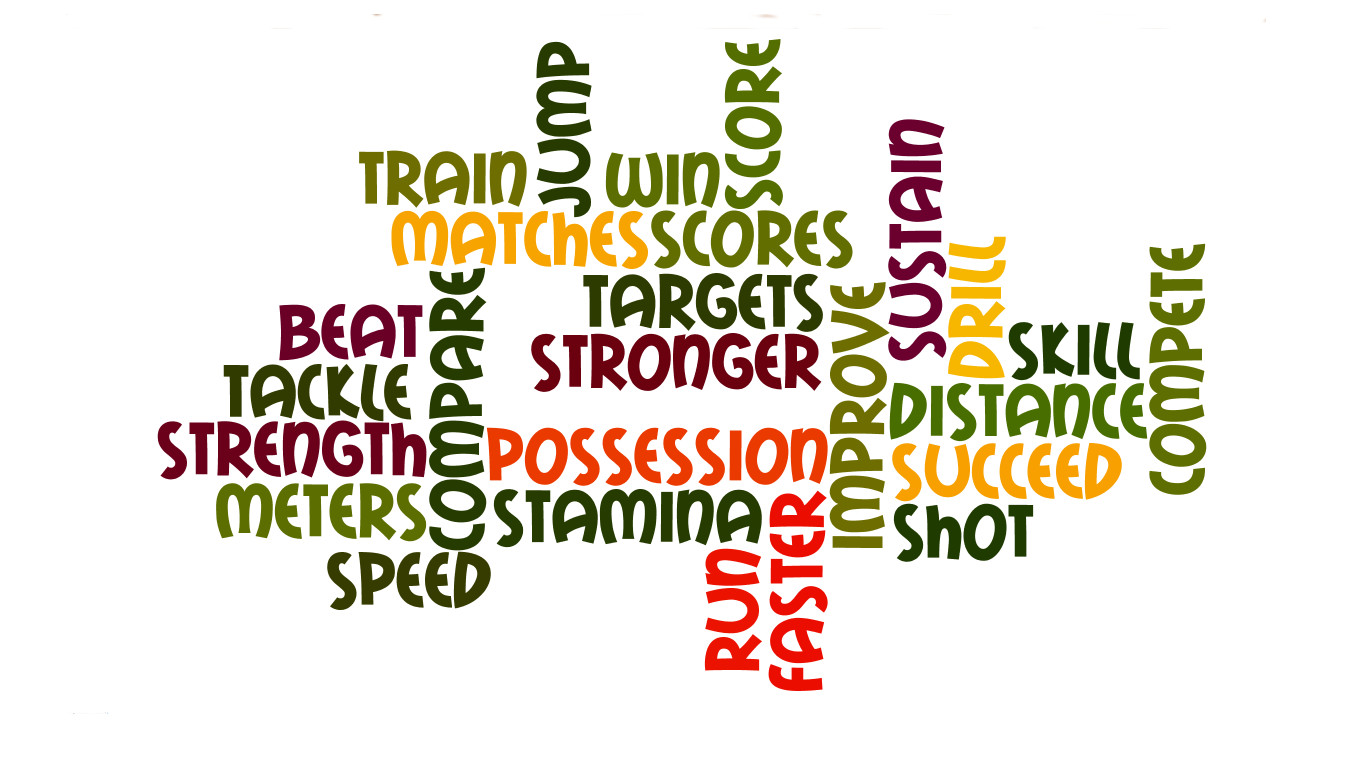 JUMP
SCORE
TRAIN
WIN
SUSTAIN
MATChES
SCORES
DRILL
COMPETE
COMPARE
TARGETS
IMPROVE
BEAT
SKILL
STRONGER
TACKLE
DISTANCE
STRENGTh
POSSESSION
SUCCEED
METERS
STAMINA
FASTER
ShOT
SPEED
RUN